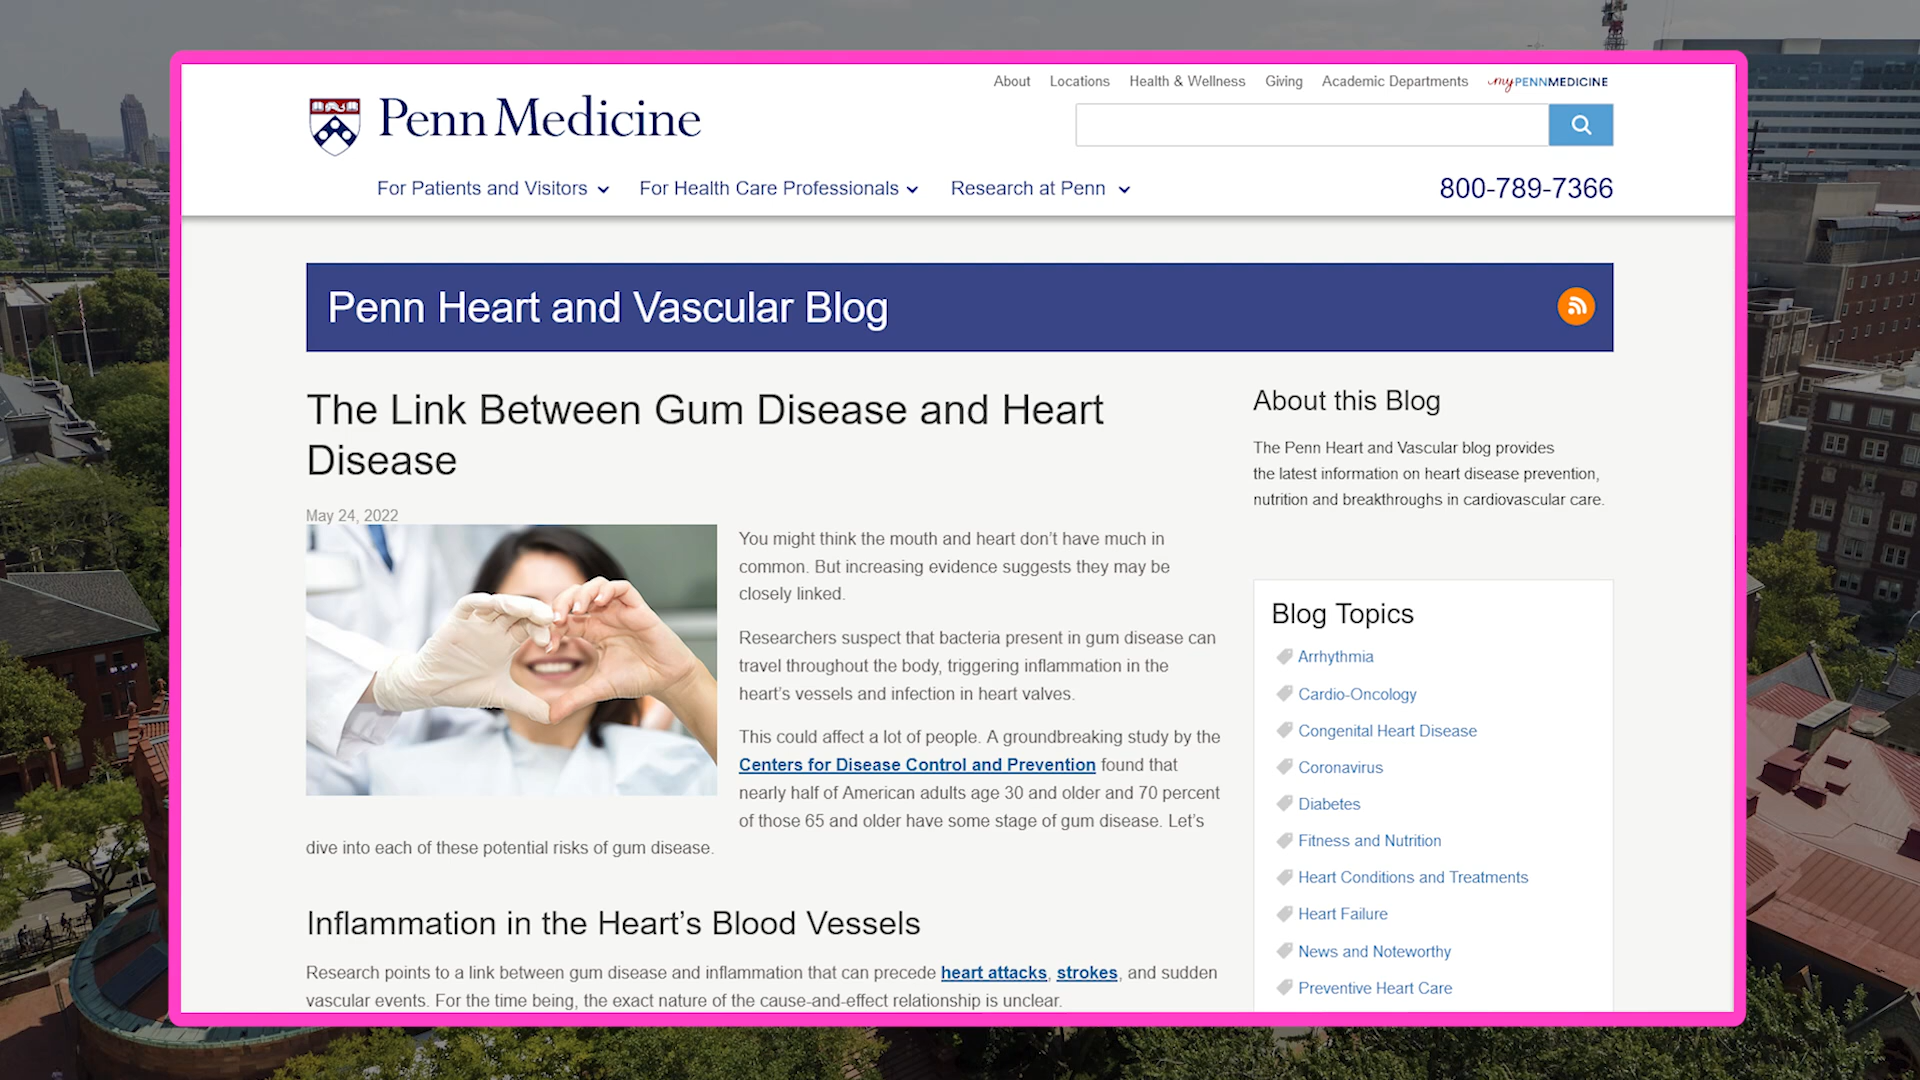 About Locations Health & Wellness Giving Academic Departments myPENNMEDICINE
Penn Medicine
For Patients and Visitors For Health Care Professionals Research at Penn 800-789-7366
Penn Heart and Vascular Blog
The Link Between Gum Disease and Heart
Disease
May 24, 2022
You might think the mouth and heart don’t have much in
common. But increasing evidence suggests they may be
closely linked.
Researchers suspect that bacteria present in gum disease can
travel throughout the body, triggering inflammation in the
heart’s vessels and infection in heart valves.
This could affect a lot of people. A groundbreaking study by the
Centers for Disease Control and Prevention found that
nearly half of American adults age 30 and older and 70 percent
of those 65 and older have some stage of gum disease. Let’s
dive into each of these potential risks of gum disease.
Inflammation in the Heart’s Blood Vessels
Research points to a link between gum disease and inflammation that can precede heart attacks, strokes, and sudden
vascular events. For the time being, the exact nature of the cause-and-effect relationship is unclear.
About this Blog
The Penn Heart and Vascular blog provides
the latest information on heart disease prevention,
nutrition and breakthroughs in cardiovascular care.
Blog Topics
Arrhythmia
Cardio-Oncology
Congenital Heart Disease
Coronavirus
Diabetes
Fitness and Nutrition
Heart Conditions and Treatments
Heart Failure
News and Noteworthy
Preventive Heart Care